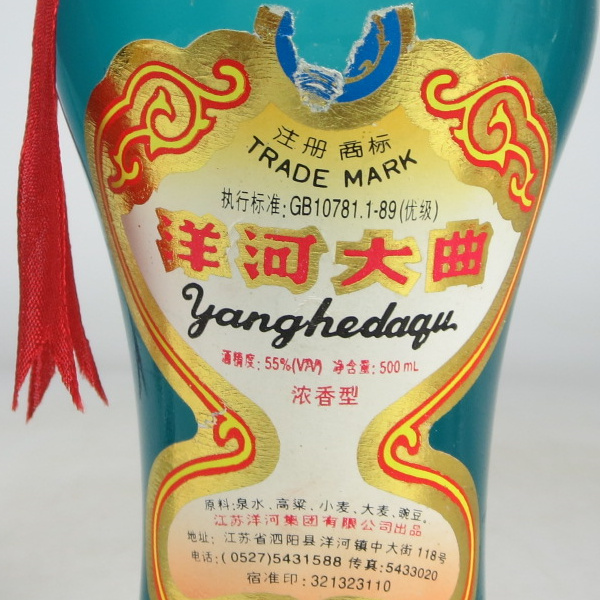 注册商标
TRADE MARK
执行标准:GB10781.1-89(优级)
洋河大曲
Yanghedaqu
酒精度:55%(V/V) 净含量:500mL
浓香型
原料:泉水、高粱、小麦、大麦、豌豆。
江苏洋河集团有限公司出品
地址:江苏省泗阳县洋河镇中大街118号
电话:(0527)5431588 传真:5433020
宿准印:321323110